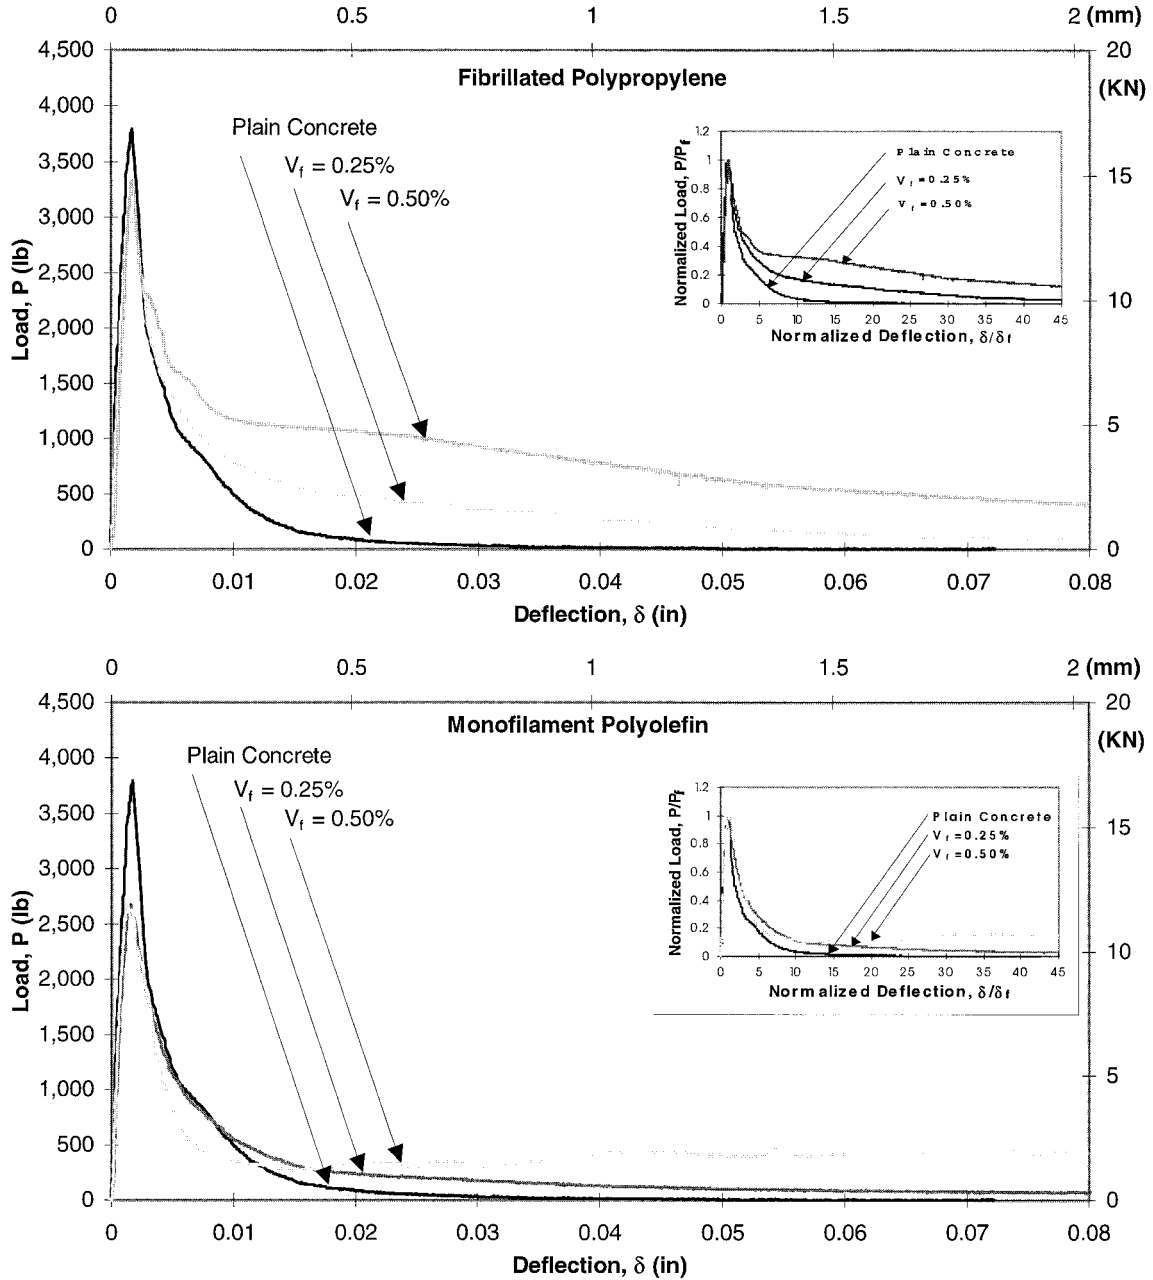 0 0.5 1 1.5 2 (mm)
4,500 20
Fibrillated Polypropylene
(KN)
4,000
Plain Concrete
V_f = 0.25%
V_f = 0.50%
3,500
3,000 15
2,500
2,000 10
1,500
1,000 5
500
0 0
Load, P (lb)
1.2
1
0.8
0.6
0.4
0.2
0
Normalized Load, P/P_f
Plain Concrete
V_f = 0.25%
V_f = 0.50%
0 5 10 15 20 25 30 35 40 45
Normalized Deflection, δ/δ_f
0 0.01 0.02 0.03 0.04 0.05 0.06 0.07 0.08
Deflection, δ (in)
0 0.5 1 1.5 2 (mm)
4,500 20
Monofilament Polyolefin
(KN)
Plain Concrete
V_f = 0.25%
V_f = 0.50%
4,000
3,500 15
3,000
2,500
2,000 10
1,500
1,000 5
500
0 0
Load, P (lb)
1.2
1
0.8
0.6
0.4
0.2
0
Normalized Load, P/P_f
Plain Concrete
V_f = 0.25%
V_f = 0.50%
0 5 10 15 20 25 30 35 40 45
Normalized Deflection, δ/δ_f
0 0.01 0.02 0.03 0.04 0.05 0.06 0.07 0.08
Deflection, δ (in)